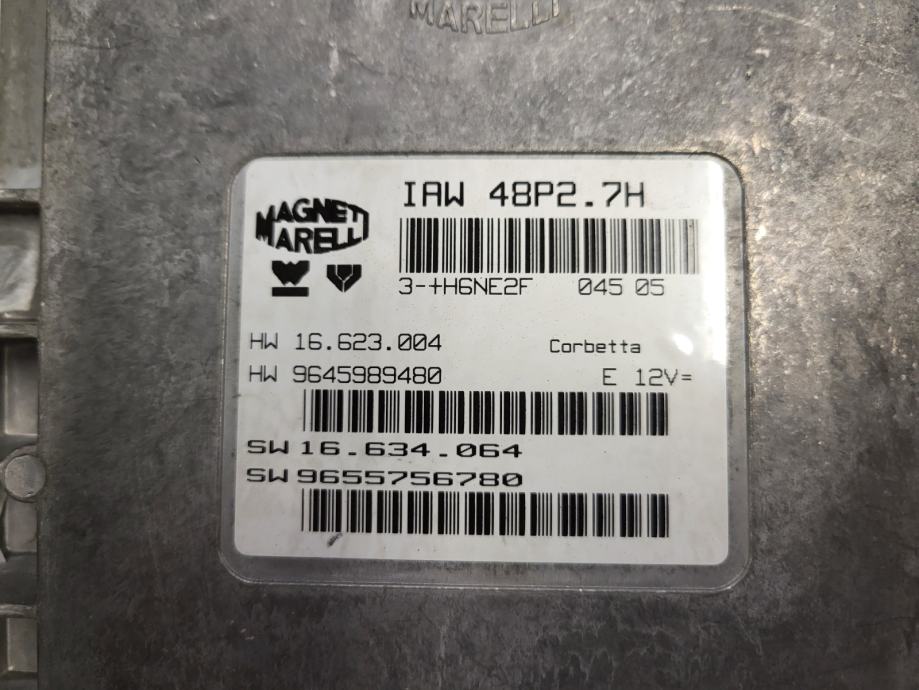 MARELLI
IAW 48P2.7H
MAGNETI
MARELLI
3-+H6NE2F 045 05
HW 16.623.004 Corbetta
HW 9645989480 E 12V=
SW 16.634.064
SW 9655756780